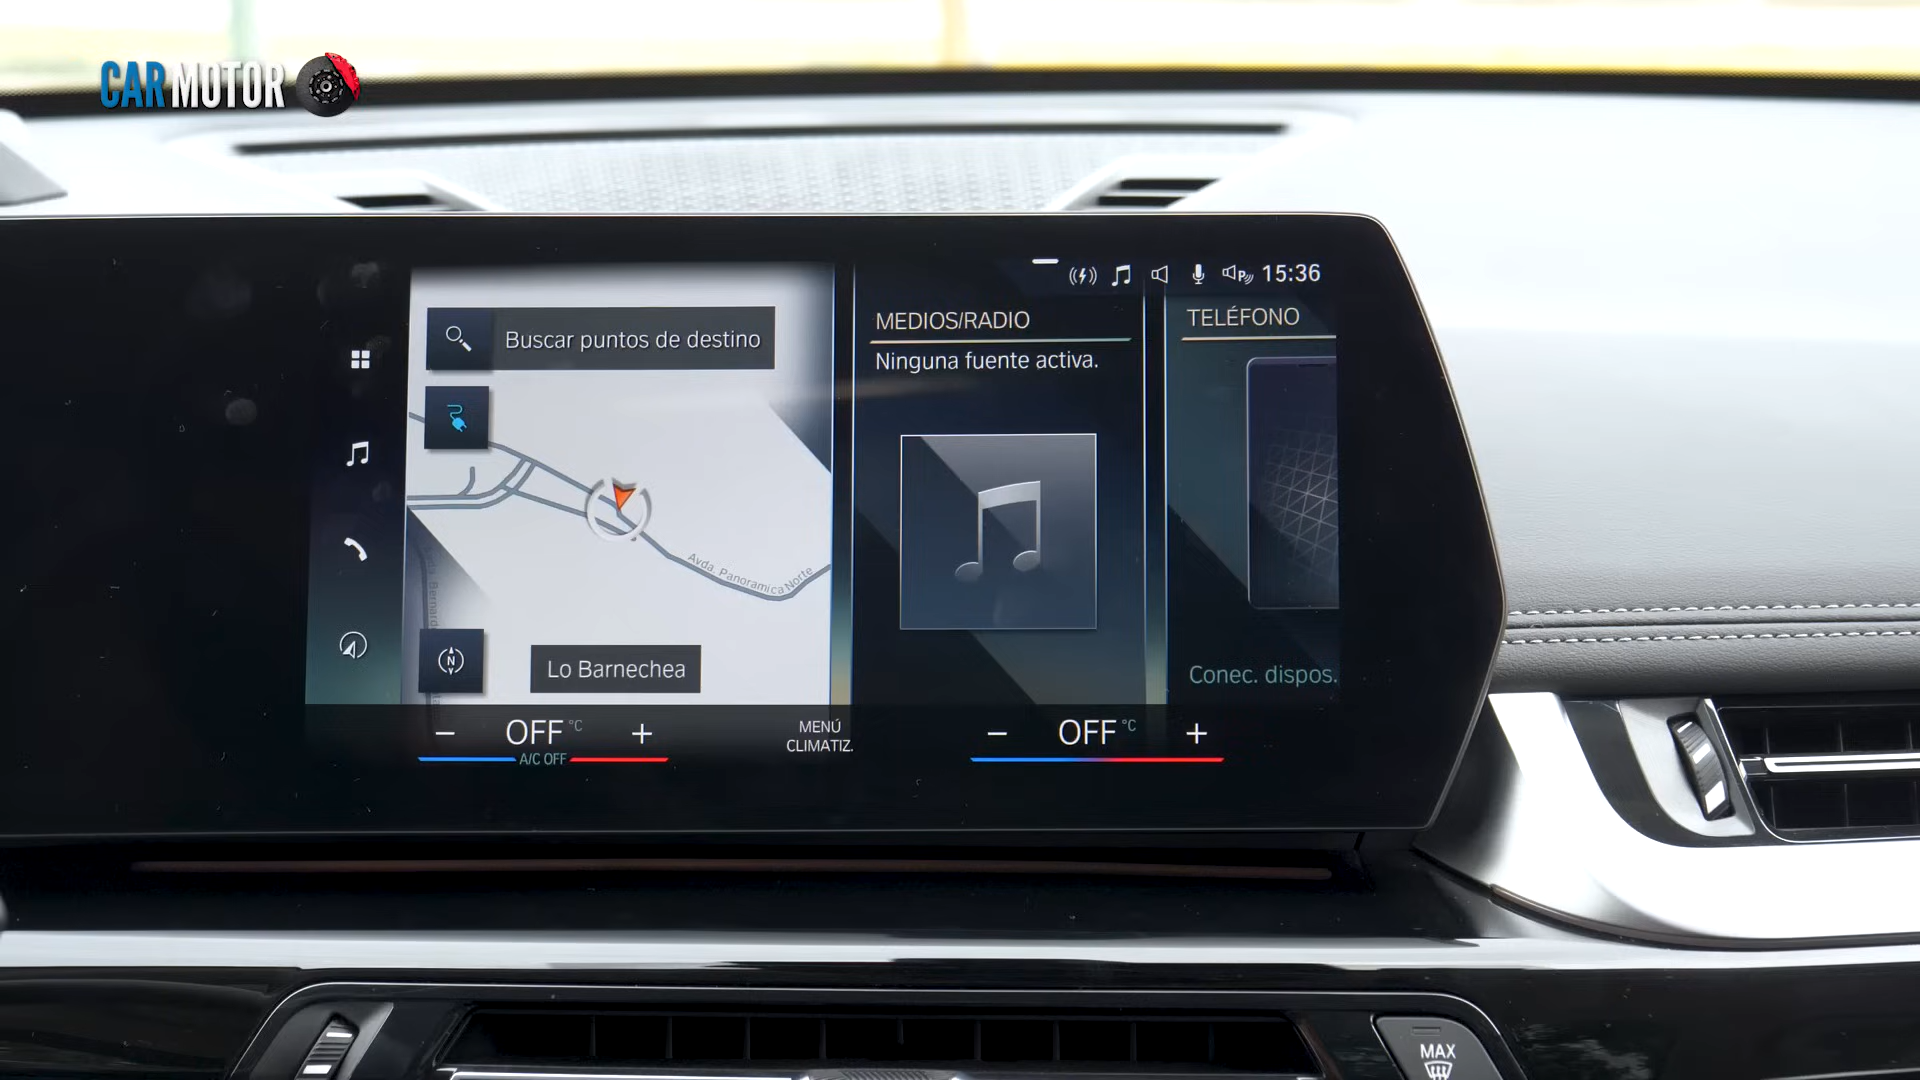 CAR MOTOR
15:36
Buscar puntos de destino
MEDIOS/RADIO
Ninguna fuente activa.
TELÉFONO
Avda. Panoramica Norte
N
Lo Barnechea
Conec. dispos.
- OFF °C +
A/C OFF
MENÚ
CLIMATIZ.
- OFF °C +
MAX